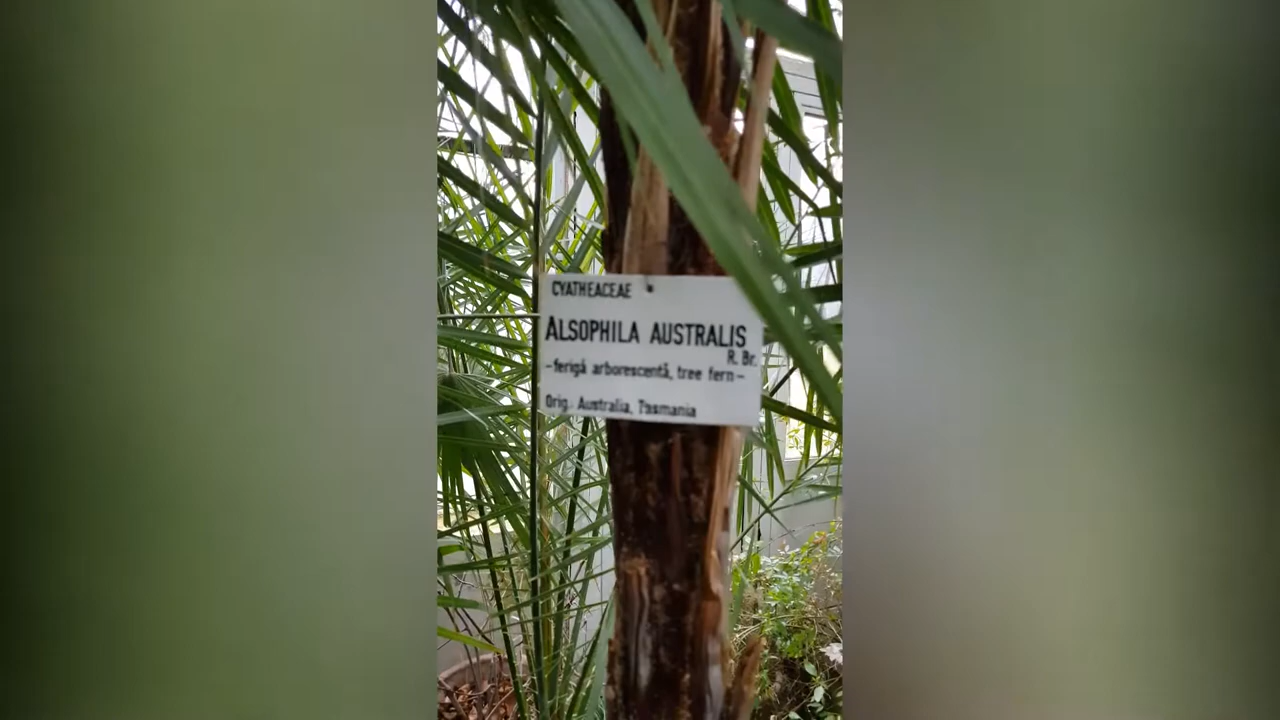 CYATHEACEAE
ALSOPHILA AUSTRALIS
R. Br.
-ferigă arborescentă, tree fern-
Orig. Australia, Tasmania